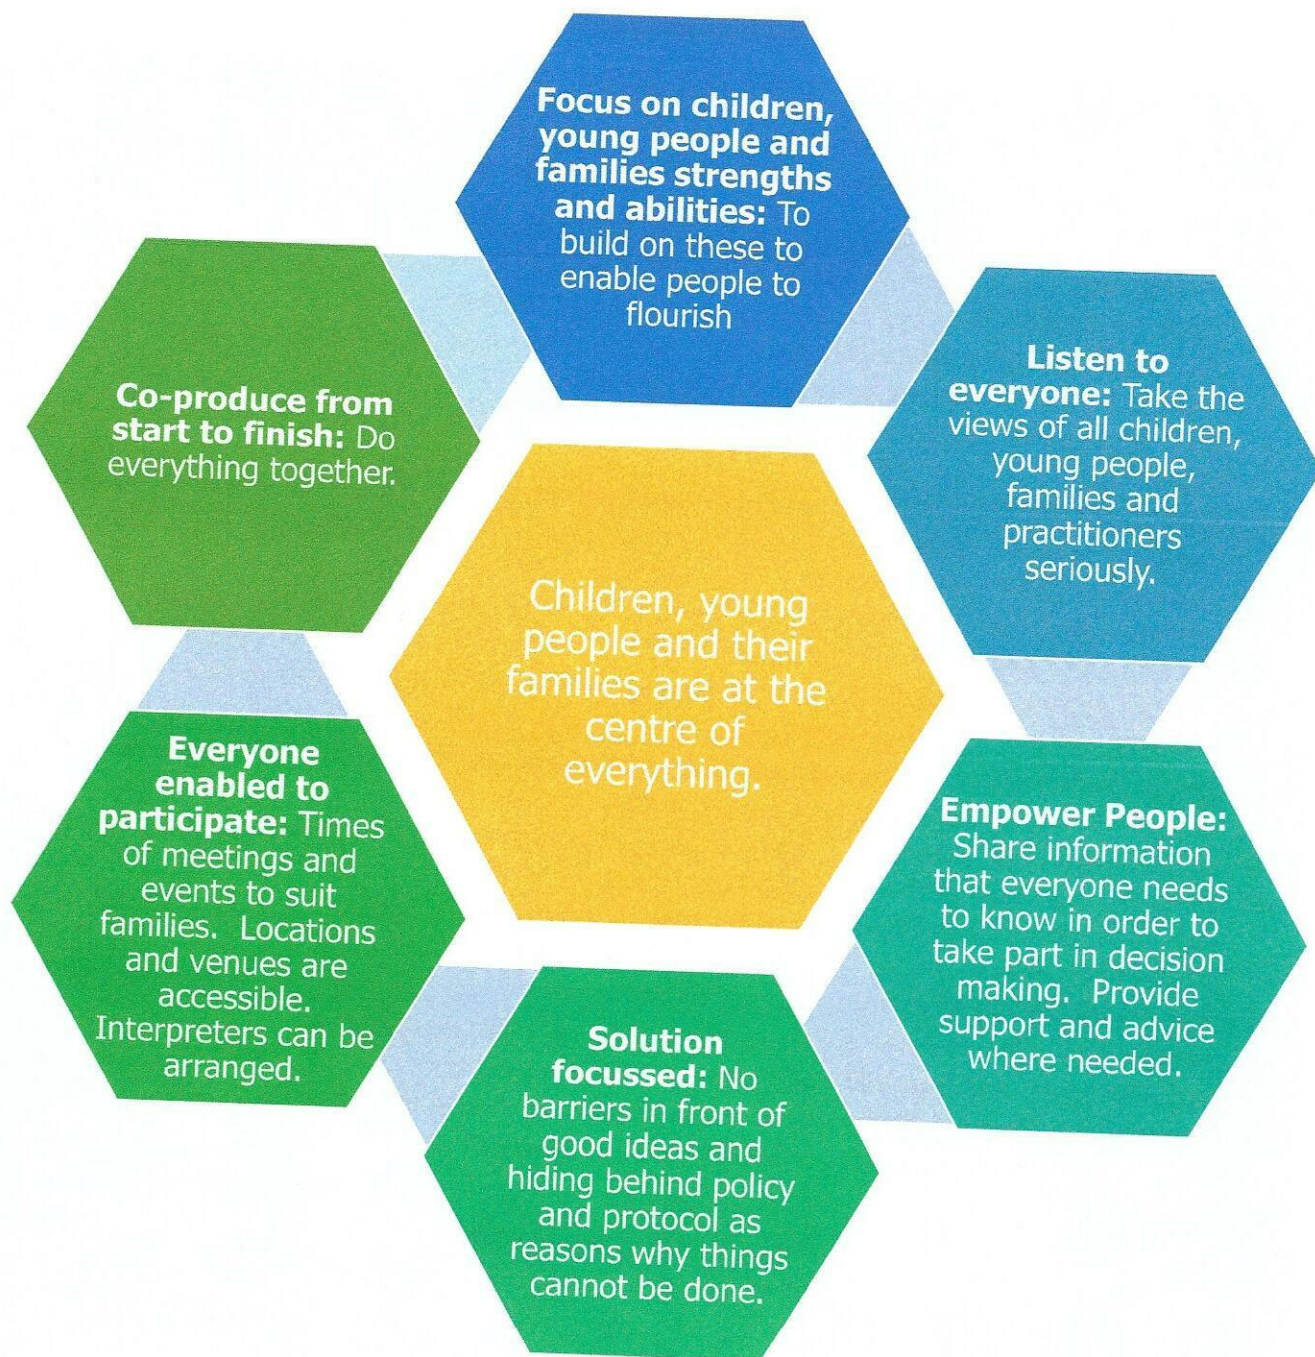 Focus on children,
young people and
families strengths
and abilities: To
build on these to
enable people to
flourish
Listen to
everyone: Take the
views of all children,
young people,
families and
practitioners
seriously.
Empower People:
Share information
that everyone needs
to know in order to
take part in decision
making.  Provide
support and advice
where needed.
Solution
focussed: No
barriers in front of
good ideas and
hiding behind policy
and protocol as
reasons why things
cannot be done.
Everyone
enabled to
participate: Times
of meetings and
events to suit
families.  Locations
and venues are
accessible.
Interpreters can be
arranged.
Co-produce from
start to finish: Do
everything together.
Children, young
people and their
families are at the
centre of
everything.